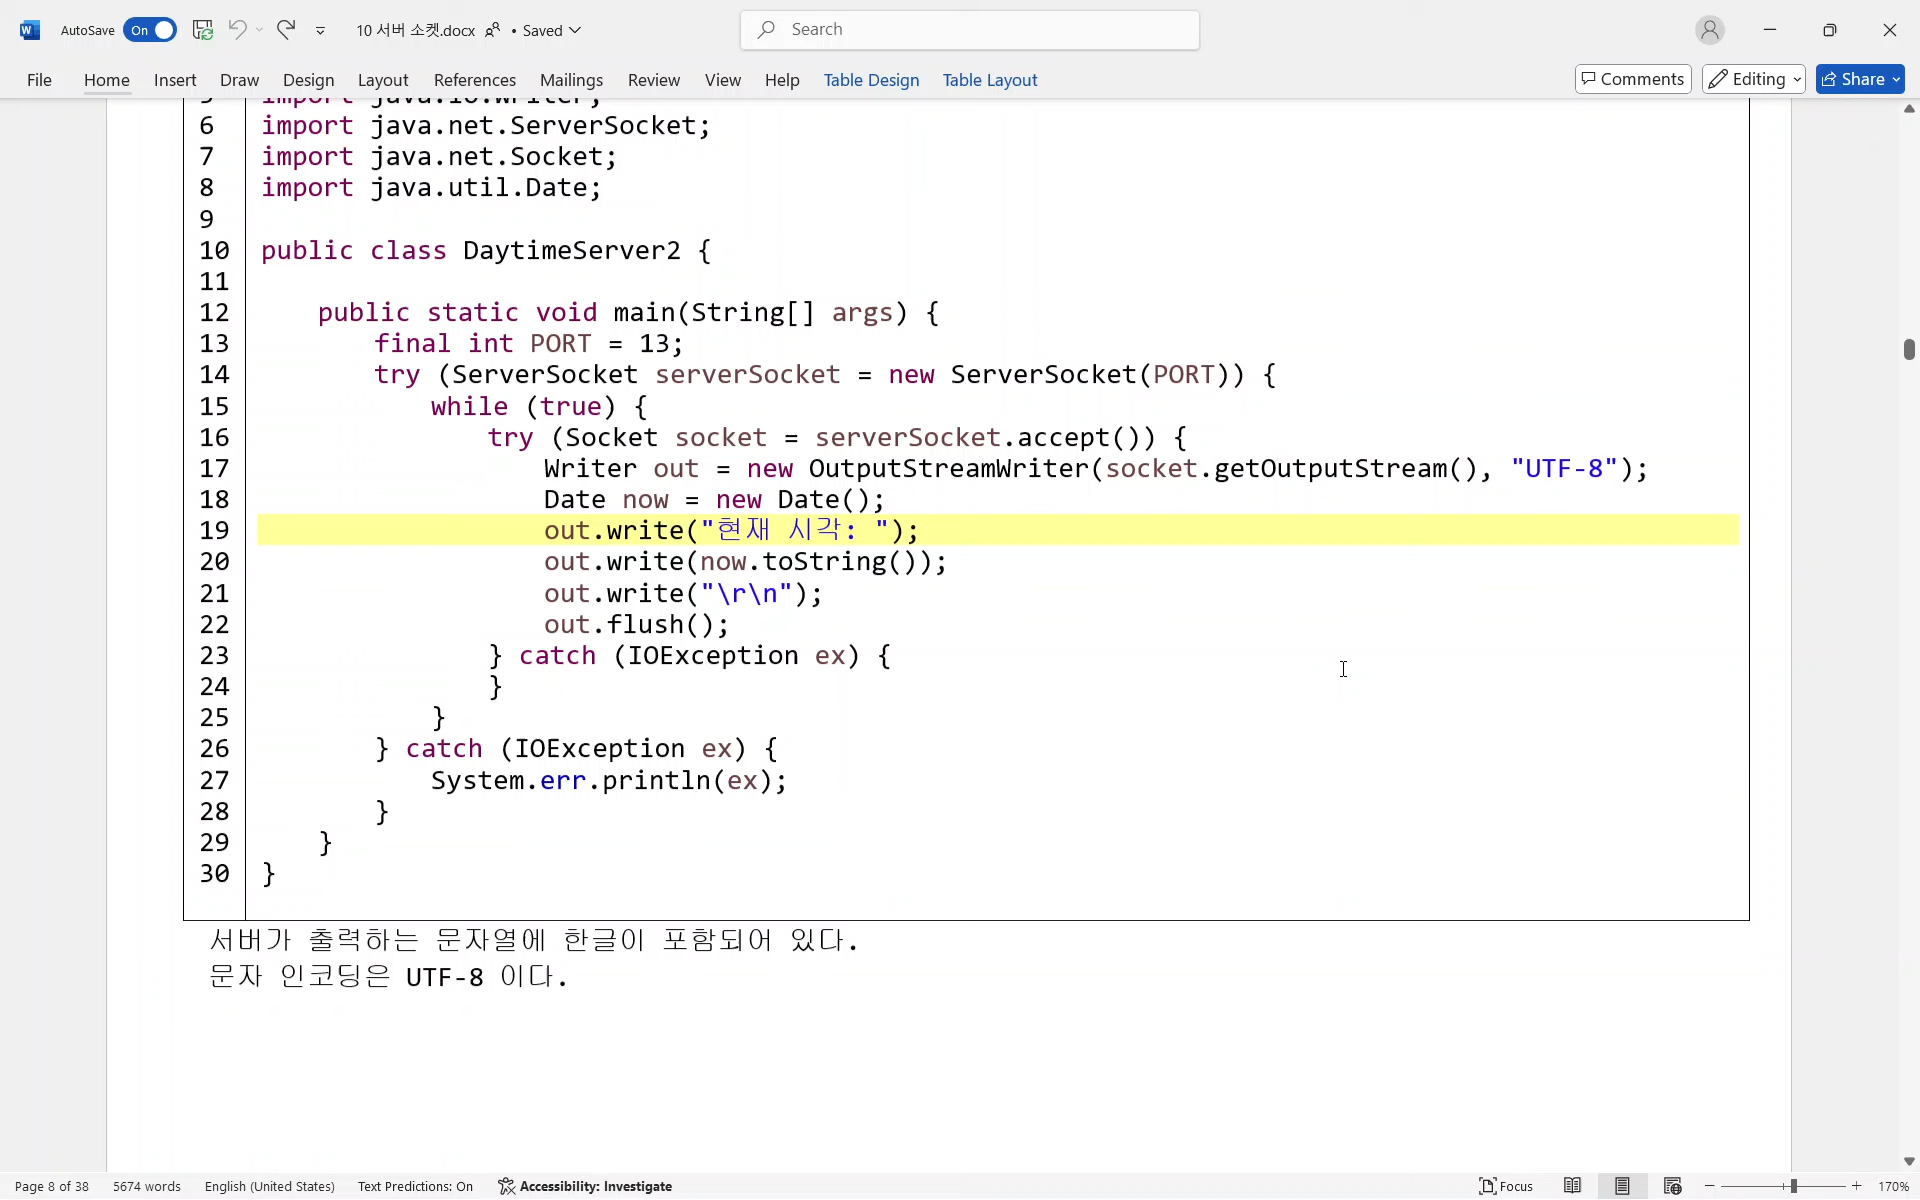 AutoSave On 10 서버 소켓.docx • Saved Search
File Home Insert Draw Design Layout References Mailings Review View Help Table Design Table Layout Comments Editing Share
5 import java.io.Writer;
6 import java.net.ServerSocket;
7 import java.net.Socket;
8 import java.util.Date;
9
10 public class DaytimeServer2 {
11
12 public static void main(String[] args) {
13 final int PORT = 13;
14 try (ServerSocket serverSocket = new ServerSocket(PORT)) {
15 while (true) {
16 try (Socket socket = serverSocket.accept()) {
17 Writer out = new OutputStreamWriter(socket.getOutputStream(), "UTF-8");
18 Date now = new Date();
19 out.write("현재 시각: ");
20 out.write(now.toString());
21 out.write("\r\n");
22 out.flush();
23 } catch (IOException ex) {
24 }
25 }
26 } catch (IOException ex) {
27 System.err.println(ex);
28 }
29 }
30 }
서버가 출력하는 문자열에 한글이 포함되어 있다.
문자 인코딩은 UTF-8 이다.
Page 8 of 38 5674 words English (United States) Text Predictions: On Accessibility: Investigate Focus 170%